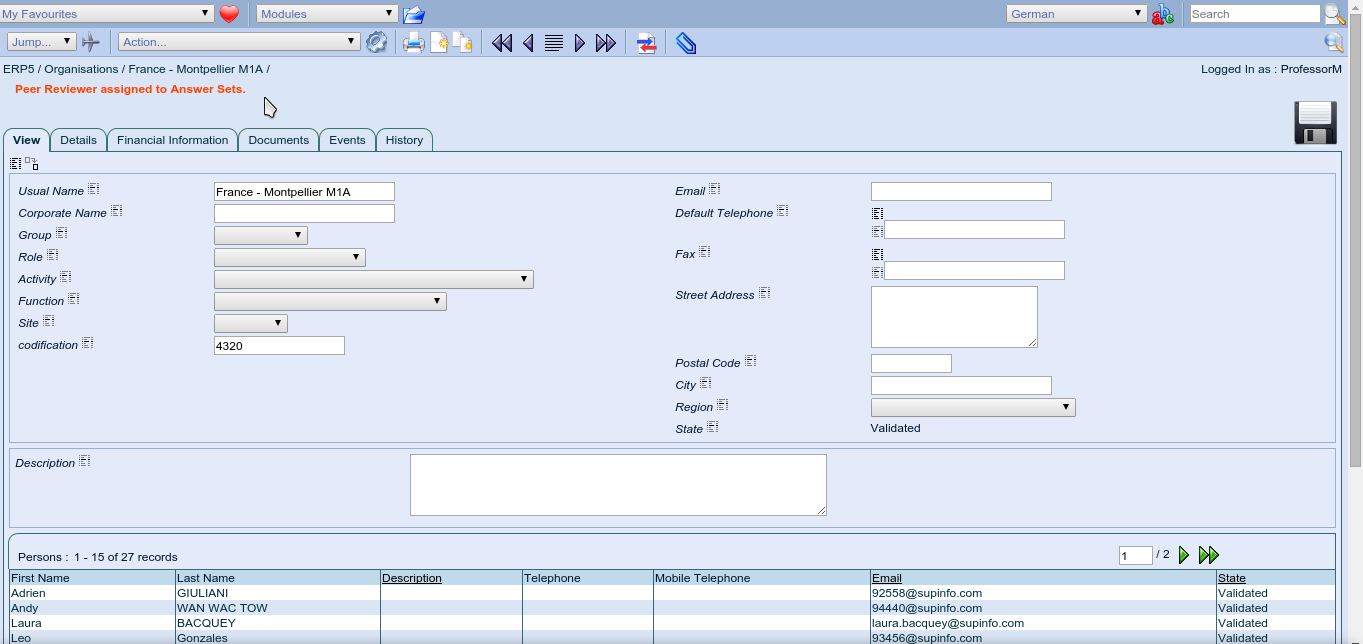 My Favourites Modules German Search
Jump... Action...
ERP5 / Organisations / France - Montpellier M1A / Logged In as : ProfessorM
Peer Reviewer assigned to Answer Sets.
View Details Financial Information Documents Events History
Usual Name France - Montpellier M1A
Corporate Name
Group
Role
Activity
Function
Site
codification 4320
Email
Default Telephone
Fax
Street Address
Postal Code
City
Region
State Validated
Description
Persons : 1 - 15 of 27 records 1 / 2
First Name Last Name Description Telephone Mobile Telephone Email State
Adrien GIULIANI 92558@supinfo.com Validated
Andy WAN WAC TOW 94440@supinfo.com Validated
Laura BACQUEY laura.bacquey@supinfo.com Validated
Leo Gonzales 93456@supinfo.com Validated